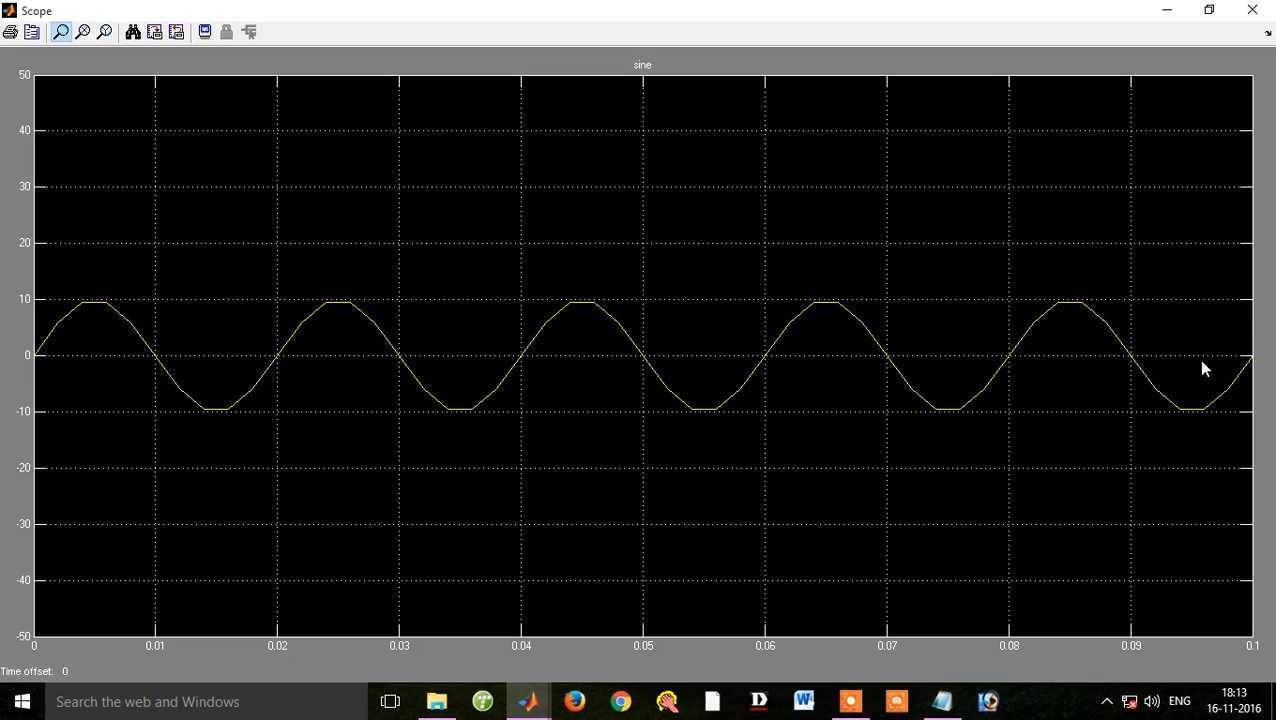 Scope
sine
50
40
30
20
10
0
-10
-20
-30
-40
-50
0 0.01 0.02 0.03 0.04 0.05 0.06 0.07 0.08 0.09 0.1
Time offset: 0
Search the web and Windows
ENG
18:13
16-11-2016